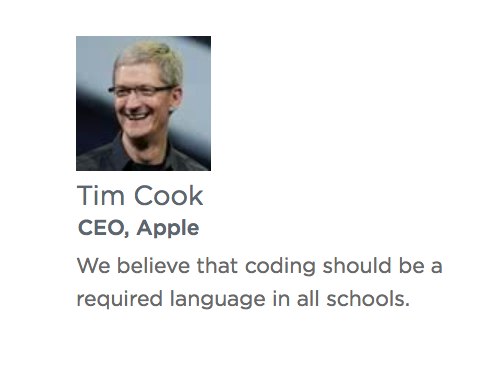 Tim Cook
CEO, Apple
We believe that coding should be a
required language in all schools.